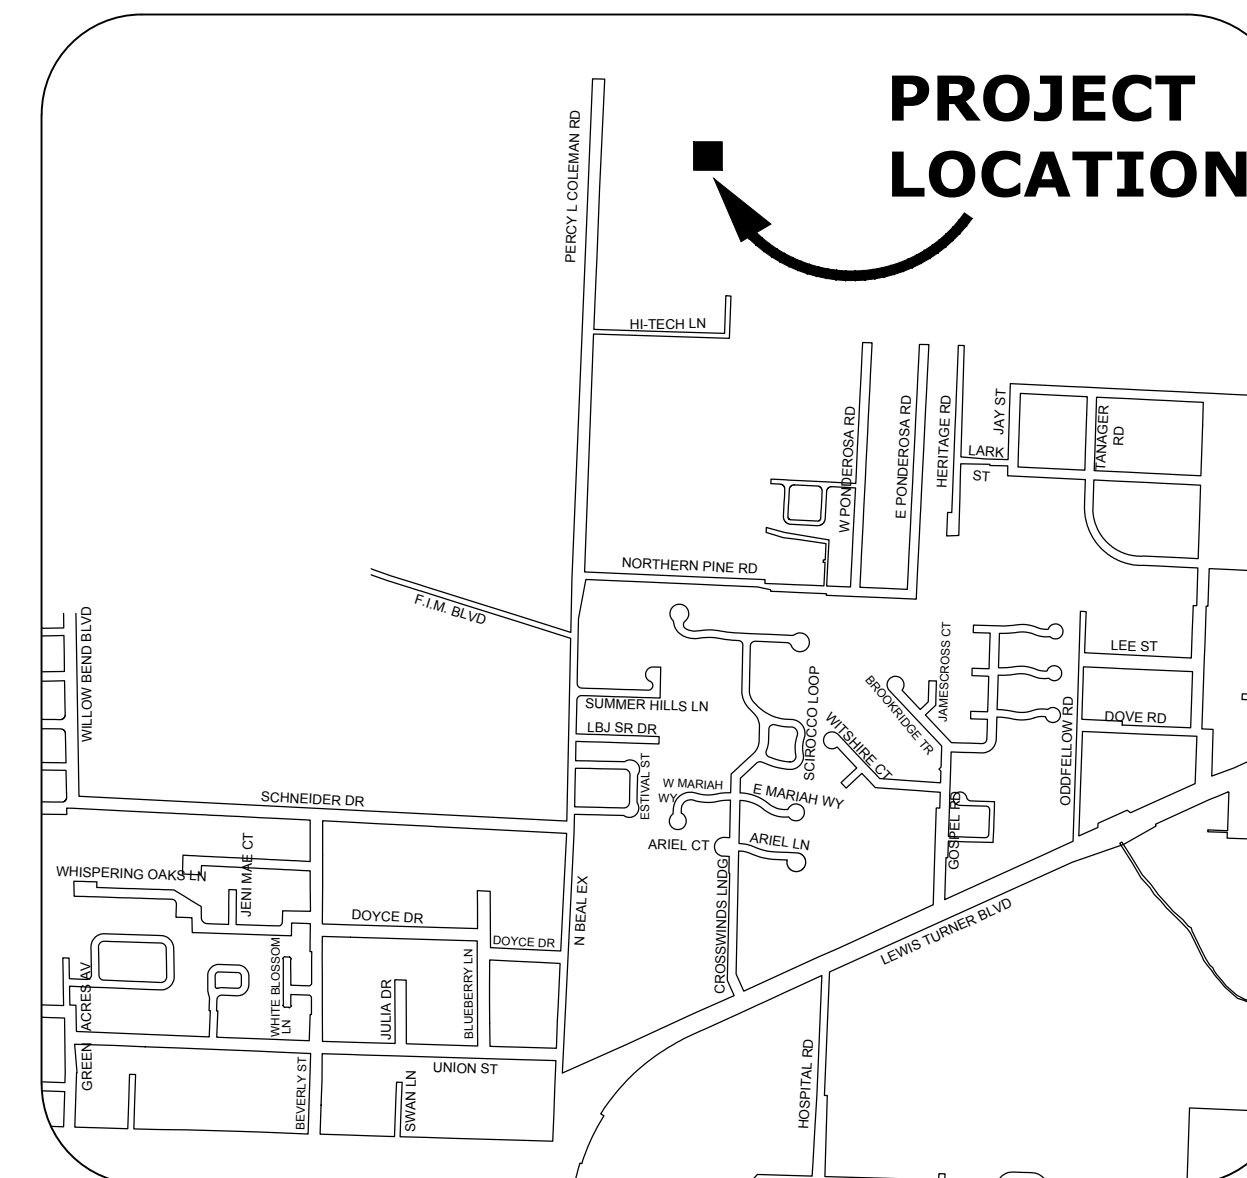 PROJECT
LOCATION
PERCY L COLEMAN RD
HI-TECH LN
JAY ST
TANAGER
RD
HERITAGE RD
LARK
ST
W PONDEROSA RD
E PONDEROSA RD
NORTHERN PINE RD
F.I.M. BLVD
WILLOW BEND BLVD
LEE ST
JAMESCROSS CT
BROOKRIDGE TR
SCIROCCO LOOP
SUMMER HILLS LN
LBJ SR DR
WITSHIRE CT
ODDFELLOW RD
DOVE RD
ESTIVAL ST
W MARIAH
WY
E MARIAH WY
SCHNEIDER DR
GOSPEL RD
ARIEL CT
ARIEL LN
WHISPERING OAKS LN
JENI MAE CT
N BEAL EX
CROSSWINDS LNDG
DOYCE DR
DOYCE DR
LEWIS TURNER BLVD
GREEN ACRES AV
WHITE BLOSSOM
LN
JULIA DR
BLUEBERRY LN
UNION ST
BEVERLY ST
SWAN LN
HOSPITAL RD